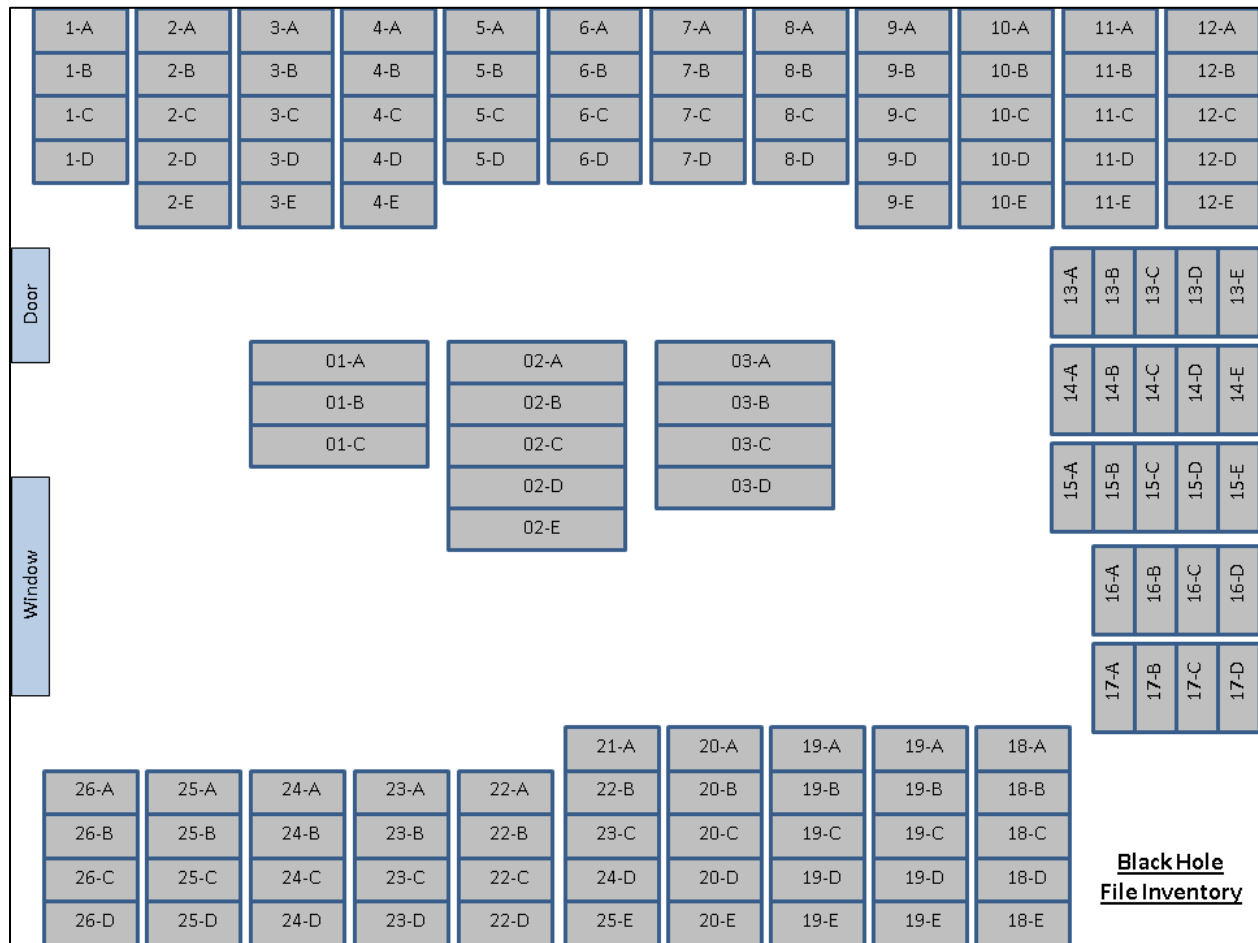 1-A 2-A 3-A 4-A 5-A 6-A 7-A 8-A 9-A 10-A 11-A 12-A
1-B 2-B 3-B 4-B 5-B 6-B 7-B 8-B 9-B 10-B 11-B 12-B
1-C 2-C 3-C 4-C 5-C 6-C 7-C 8-C 9-C 10-C 11-C 12-C
1-D 2-D 3-D 4-D 5-D 6-D 7-D 8-D 9-D 10-D 11-D 12-D
2-E 3-E 4-E 9-E 10-E 11-E 12-E
Door
13-A 13-B 13-C 13-D 13-E
01-A 02-A 03-A
01-B 02-B 03-B
01-C 02-C 03-C
02-D 03-D
02-E
14-A 14-B 14-C 14-D 14-E
15-A 15-B 15-C 15-D 15-E
Window
16-A 16-B 16-C 16-D
17-A 17-B 17-C 17-D
21-A 20-A 19-A 19-A 18-A
26-A 25-A 24-A 23-A 22-A 22-B 20-B 19-B 19-B 18-B
26-B 25-B 24-B 23-B 22-B 23-C 20-C 19-C 19-C 18-C
26-C 25-C 24-C 23-C 22-C 24-D 20-D 19-D 19-D 18-D
26-D 25-D 24-D 23-D 22-D 25-E 20-E 19-E 19-E 18-E
Black Hole
File Inventory